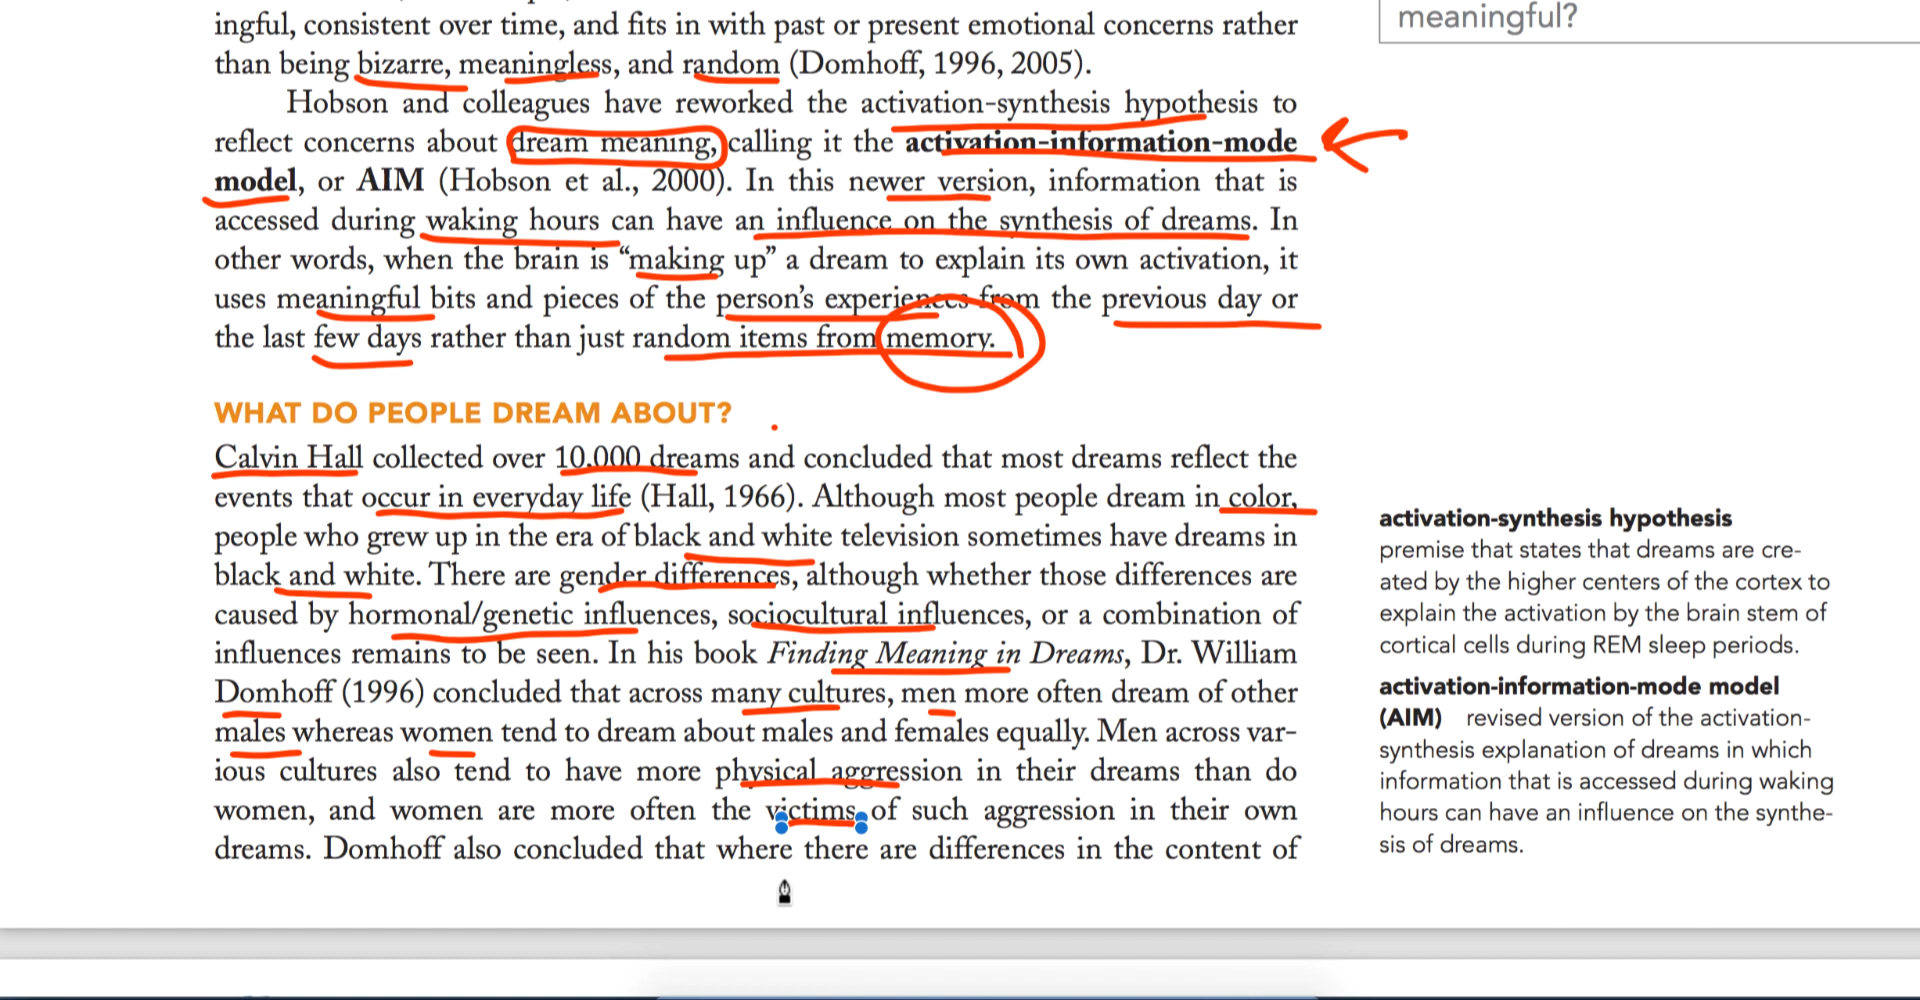 ingful, consistent over time, and fits in with past or present emotional concerns rather
than being bizarre, meaningless, and random (Domhoff, 1996, 2005).
Hobson and colleagues have reworked the activation-synthesis hypothesis to
reflect concerns about dream meaning, calling it the activation-information-mode
model, or AIM (Hobson et al., 2000). In this newer version, information that is
accessed during waking hours can have an influence on the synthesis of dreams. In
other words, when the brain is “making up” a dream to explain its own activation, it
uses meaningful bits and pieces of the person’s experiences from the previous day or
the last few days rather than just random items from memory.
WHAT DO PEOPLE DREAM ABOUT?
Calvin Hall collected over 10,000 dreams and concluded that most dreams reflect the
events that occur in everyday life (Hall, 1966). Although most people dream in color,
people who grew up in the era of black and white television sometimes have dreams in
black and white. There are gender differences, although whether those differences are
caused by hormonal/genetic influences, sociocultural influences, or a combination of
influences remains to be seen. In his book Finding Meaning in Dreams, Dr. William
Domhoff (1996) concluded that across many cultures, men more often dream of other
males whereas women tend to dream about males and females equally. Men across var-
ious cultures also tend to have more physical aggression in their dreams than do
women, and women are more often the victims of such aggression in their own
dreams. Domhoff also concluded that where there are differences in the content of
meaningful?
activation-synthesis hypothesis
premise that states that dreams are cre-
ated by the higher centers of the cortex to
explain the activation by the brain stem of
cortical cells during REM sleep periods.
activation-information-mode model
(AIM) revised version of the activation-
synthesis explanation of dreams in which
information that is accessed during waking
hours can have an influence on the synthe-
sis of dreams.